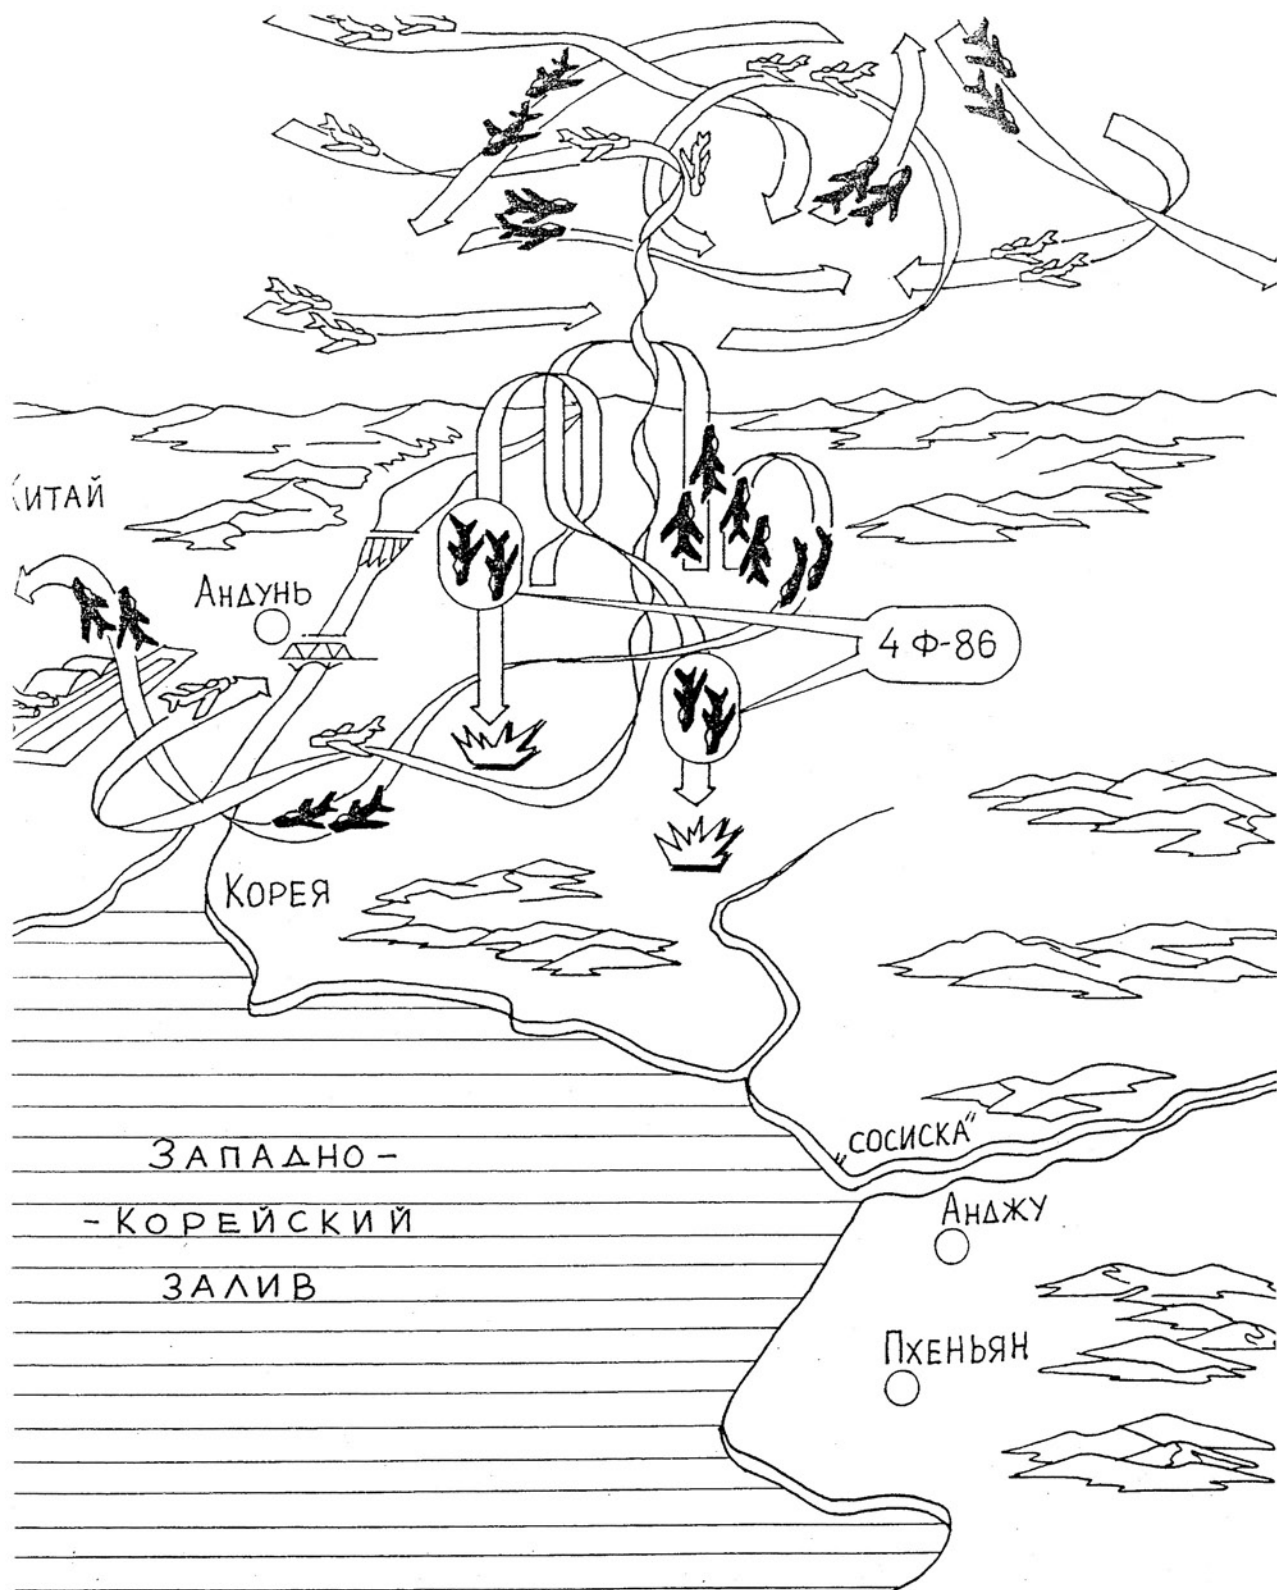 КИТАЙ
АНДУНЬ
4 Ф-86
КОРЕЯ
ЗАПАДНО-
-КОРЕЙСКИЙ
ЗАЛИВ
„СОСИСКА"
АНДЖУ
ПХЕНЬЯН